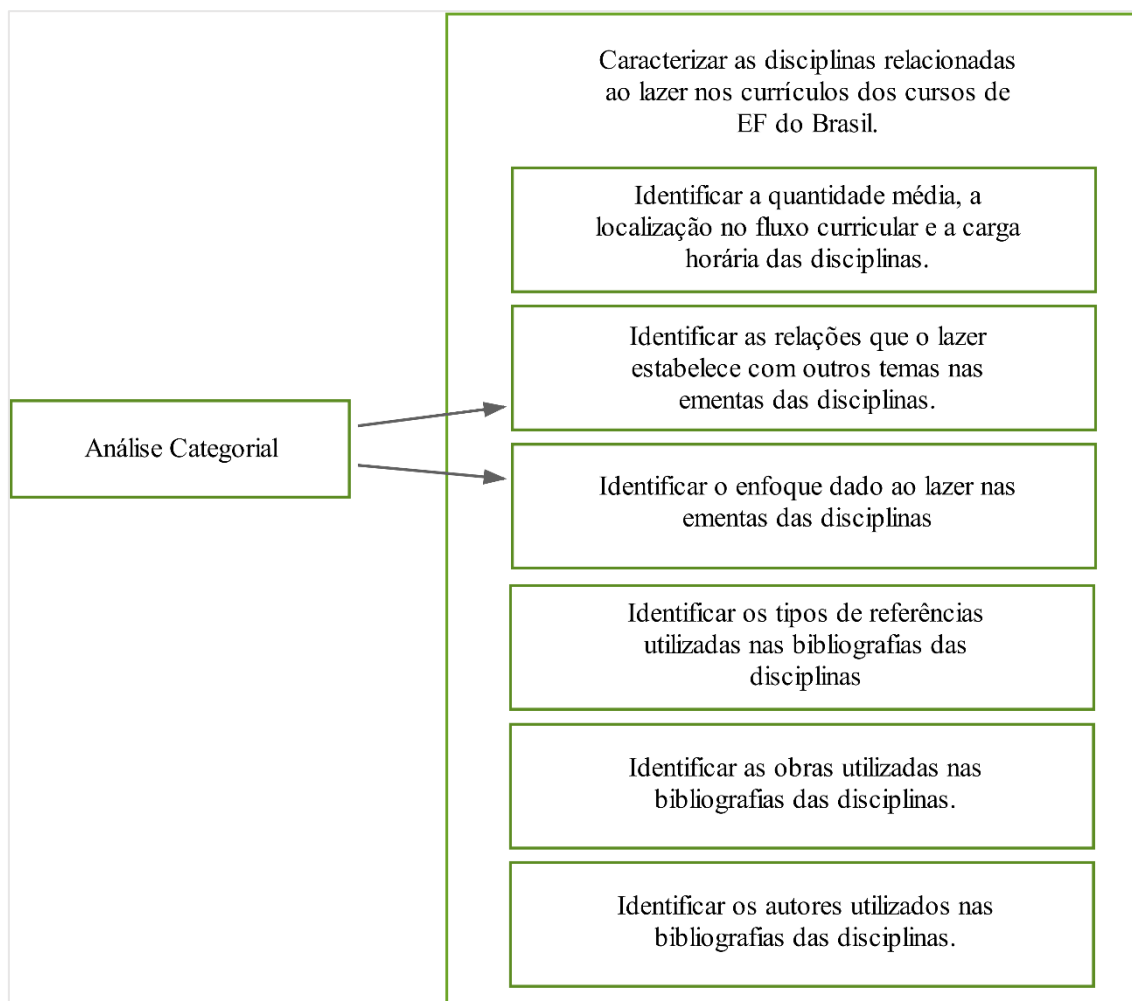 Caracterizar as disciplinas relacionadas
ao lazer nos currículos dos cursos de
EF do Brasil.
Identificar a quantidade média, a
localização no fluxo curricular e a carga
horária das disciplinas.
Identificar as relações que o lazer
estabelece com outros temas nas
ementas das disciplinas.
Análise Categorial
Identificar o enfoque dado ao lazer nas
ementas das disciplinas
Identificar os tipos de referências
utilizadas nas bibliografias das
disciplinas
Identificar as obras utilizadas nas
bibliografias das disciplinas.
Identificar os autores utilizados nas
bibliografias das disciplinas.